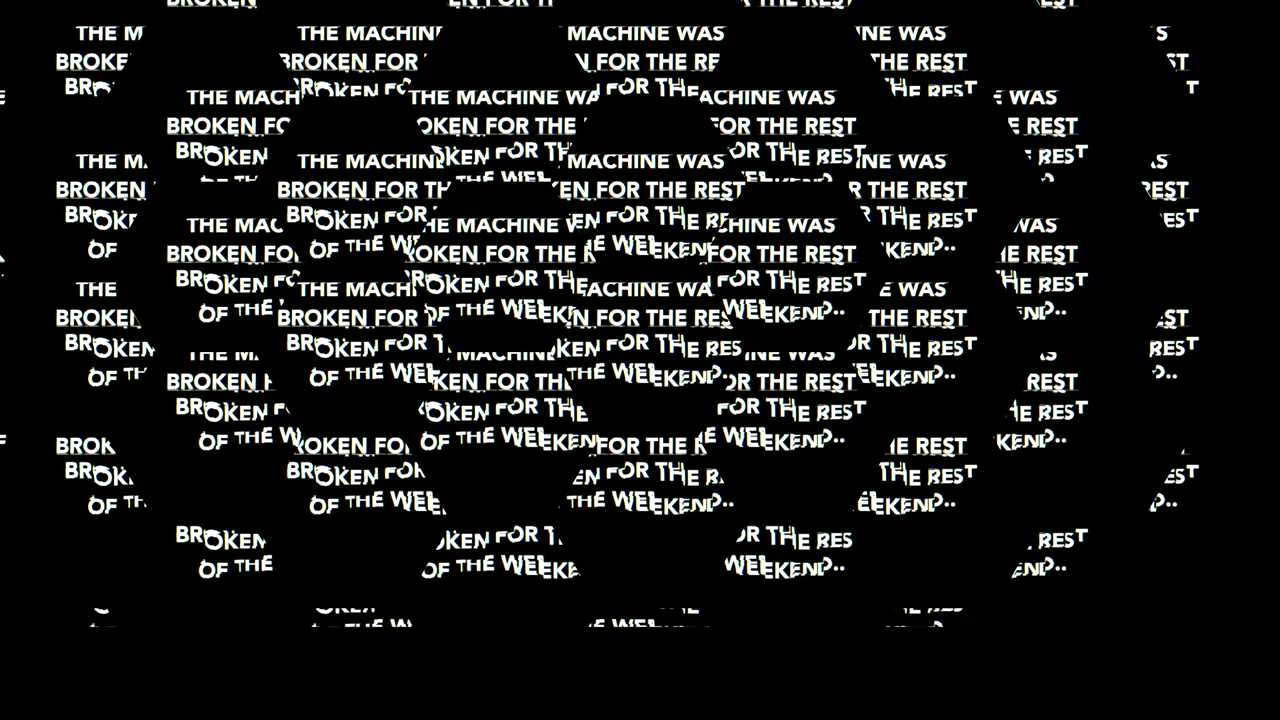 THE MACHINE WAS
BROKEN FOR THE REST
OF THE WEEKEND..